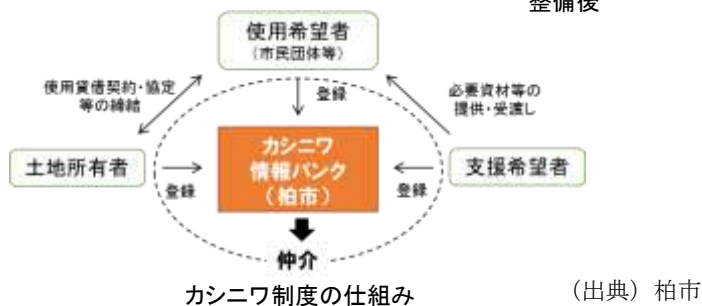 整備後
使用希望者
(市民団体等)
使用貸借契約・協定
等の締結
登録
必要資材等の
提供・受渡し
土地所有者
登録
カシニワ
情報バンク
(柏市)
登録
支援希望者
仲介
カシニワ制度の仕組み
(出典) 柏市